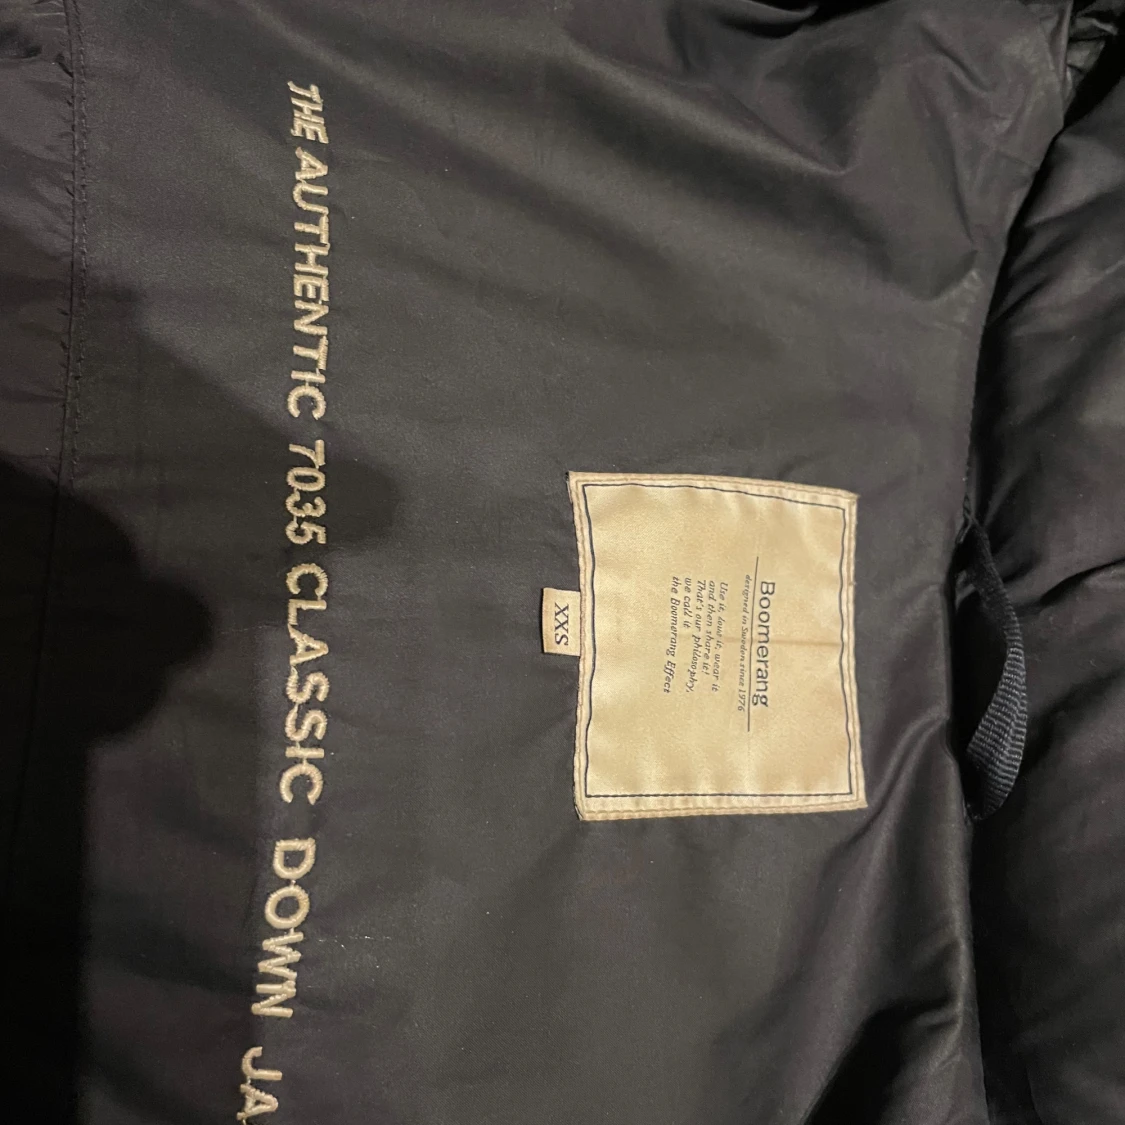 Boomerang
designed in Sweden since 1976
Use it, love it, wear it
and then share it!
That's our philosophy.
we call it
the Boomerang Effect
XXS
THE AUTHENTIC 7035 CLASSIC DOWN JA